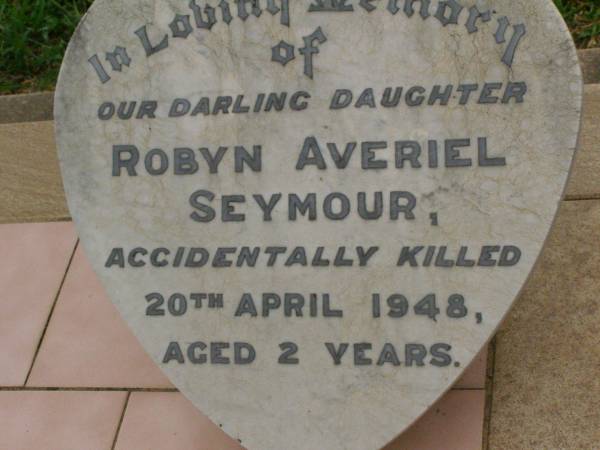 In Loving Memory
of
OUR DARLING DAUGHTER
ROBYN AVERIEL
SEYMOUR,
ACCIDENTALLY KILLED
20TH APRIL 1948,
AGED 2 YEARS.